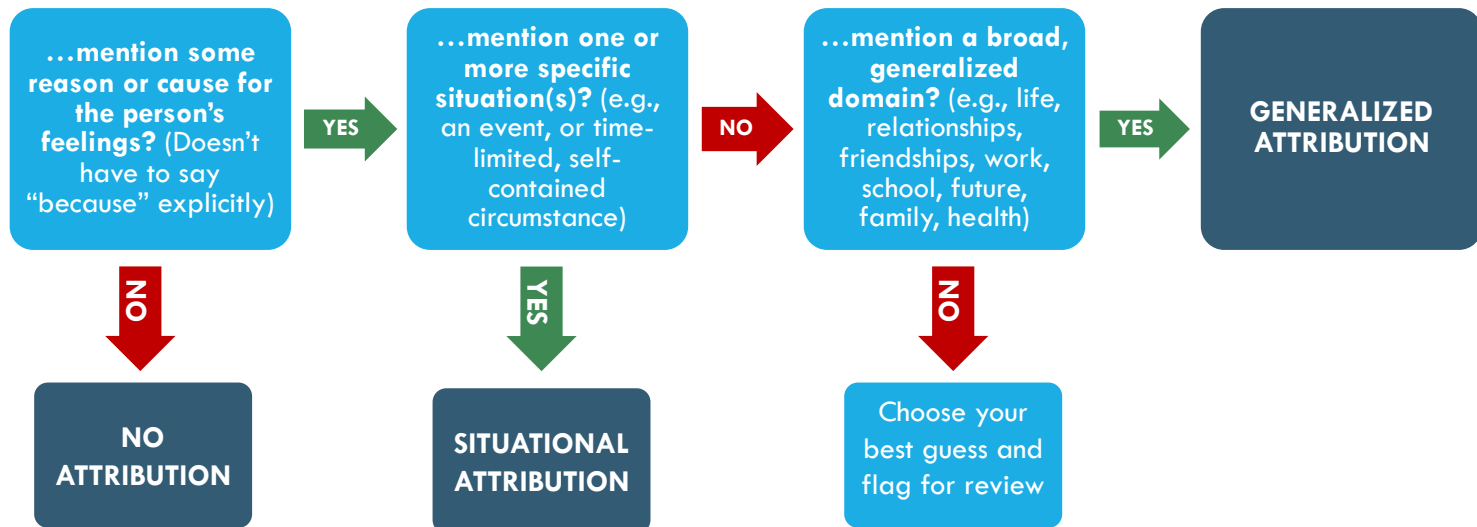 …mention some
reason or cause for
the person’s
feelings? (Doesn’t
have to say
“because” explicitly)
YES
…mention one or
more specific
situation(s)? (e.g.,
an event, or time-
limited, self-
contained
circumstance)
NO
…mention a broad,
generalized
domain? (e.g., life,
relationships,
friendships, work,
school, future,
family, health)
YES
GENERALIZED
ATTRIBUTION
NO
YES
NO
NO
ATTRIBUTION
SITUATIONAL
ATTRIBUTION
Choose your
best guess and
flag for review